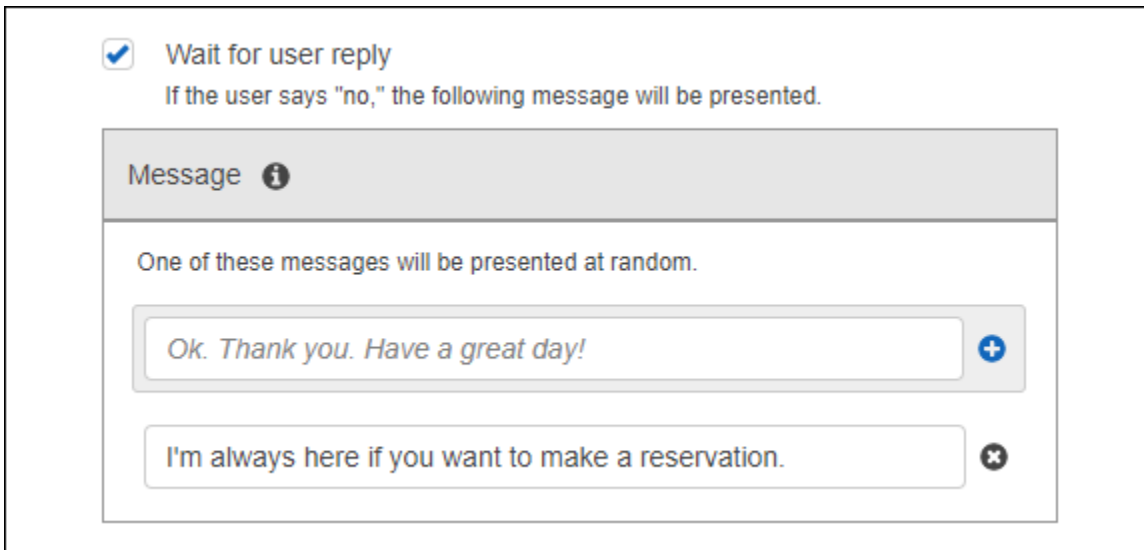 Wait for user reply
If the user says "no," the following message will be presented.
Message
One of these messages will be presented at random.
Ok. Thank you. Have a great day!
I'm always here if you want to make a reservation.